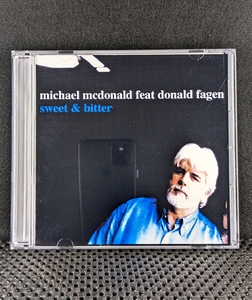 michael mcdonald feat donald fagen
sweet & bitter